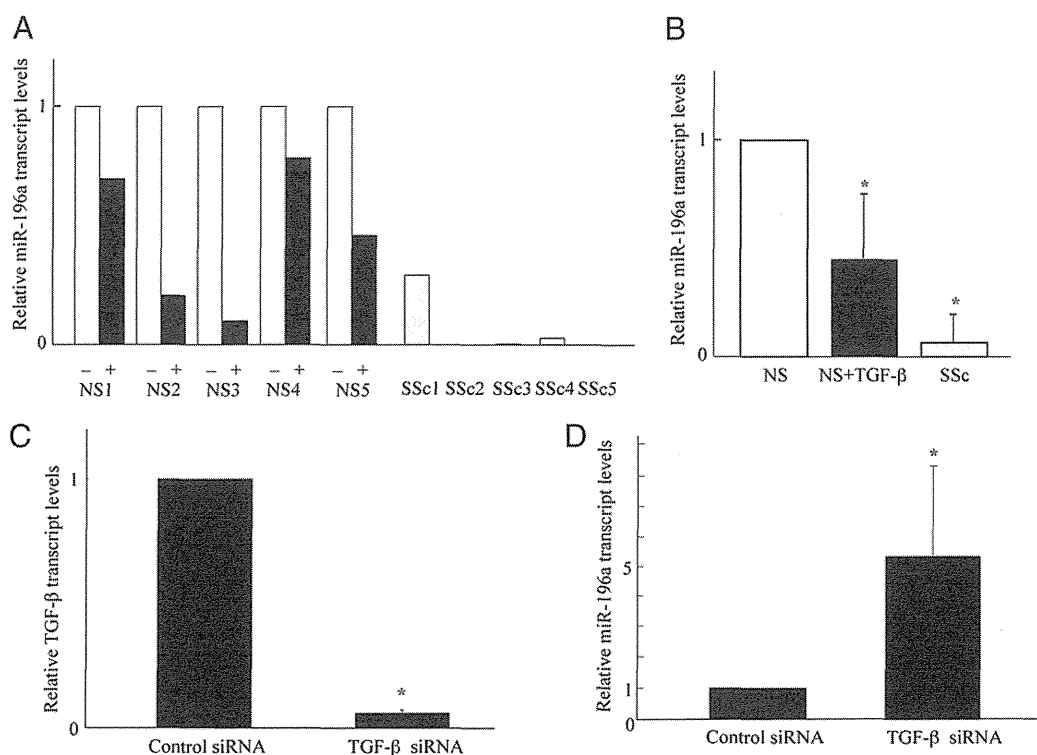 A
Relative miR-196a transcript levels
1
0
− + − + − + − + − +
NS1 NS2 NS3 NS4 NS5 SSc1 SSc2 SSc3 SSc4 SSc5
B
Relative miR-196a transcript levels
1
0
*
*
NS NS+TGF-β SSc
C
Relative TGF-β transcript levels
1
0
*
Control siRNA TGF-β siRNA
D
Relative miR-196a transcript levels
5
1
0
*
Control siRNA TGF-β siRNA